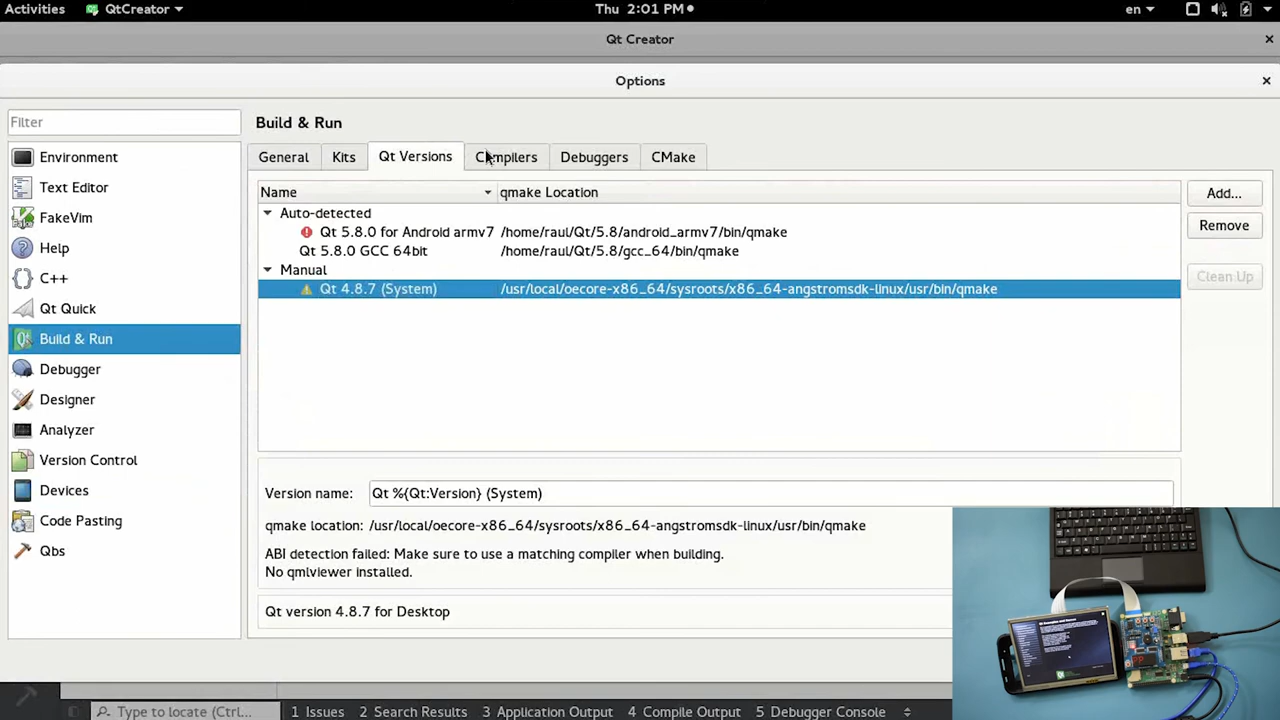 Activities QtCreator Thu 2:01 PM en
Qt Creator
Options
Filter
Build & Run
Environment
Text Editor
FakeVim
Help
C++
Qt Quick
Build & Run
Debugger
Designer
Analyzer
Version Control
Devices
Code Pasting
Qbs
General Kits Qt Versions Compilers Debuggers CMake
Name qmake Location
Auto-detected
Qt 5.8.0 for Android armv7 /home/raul/Qt/5.8/android_armv7/bin/qmake
Qt 5.8.0 GCC 64bit /home/raul/Qt/5.8/gcc_64/bin/qmake
Manual
Qt 4.8.7 (System) /usr/local/oecore-x86_64/sysroots/x86_64-angstromsdk-linux/usr/bin/qmake
Add...
Remove
Clean Up
Version name: Qt %{Qt:Version} (System)
qmake location: /usr/local/oecore-x86_64/sysroots/x86_64-angstromsdk-linux/usr/bin/qmake
ABI detection failed: Make sure to use a matching compiler when building.
No qmlviewer installed.
Qt version 4.8.7 for Desktop
Type to locate (Ctrl... 1 Issues 2 Search Results 3 Application Output 4 Compile Output 5 Debugger Console